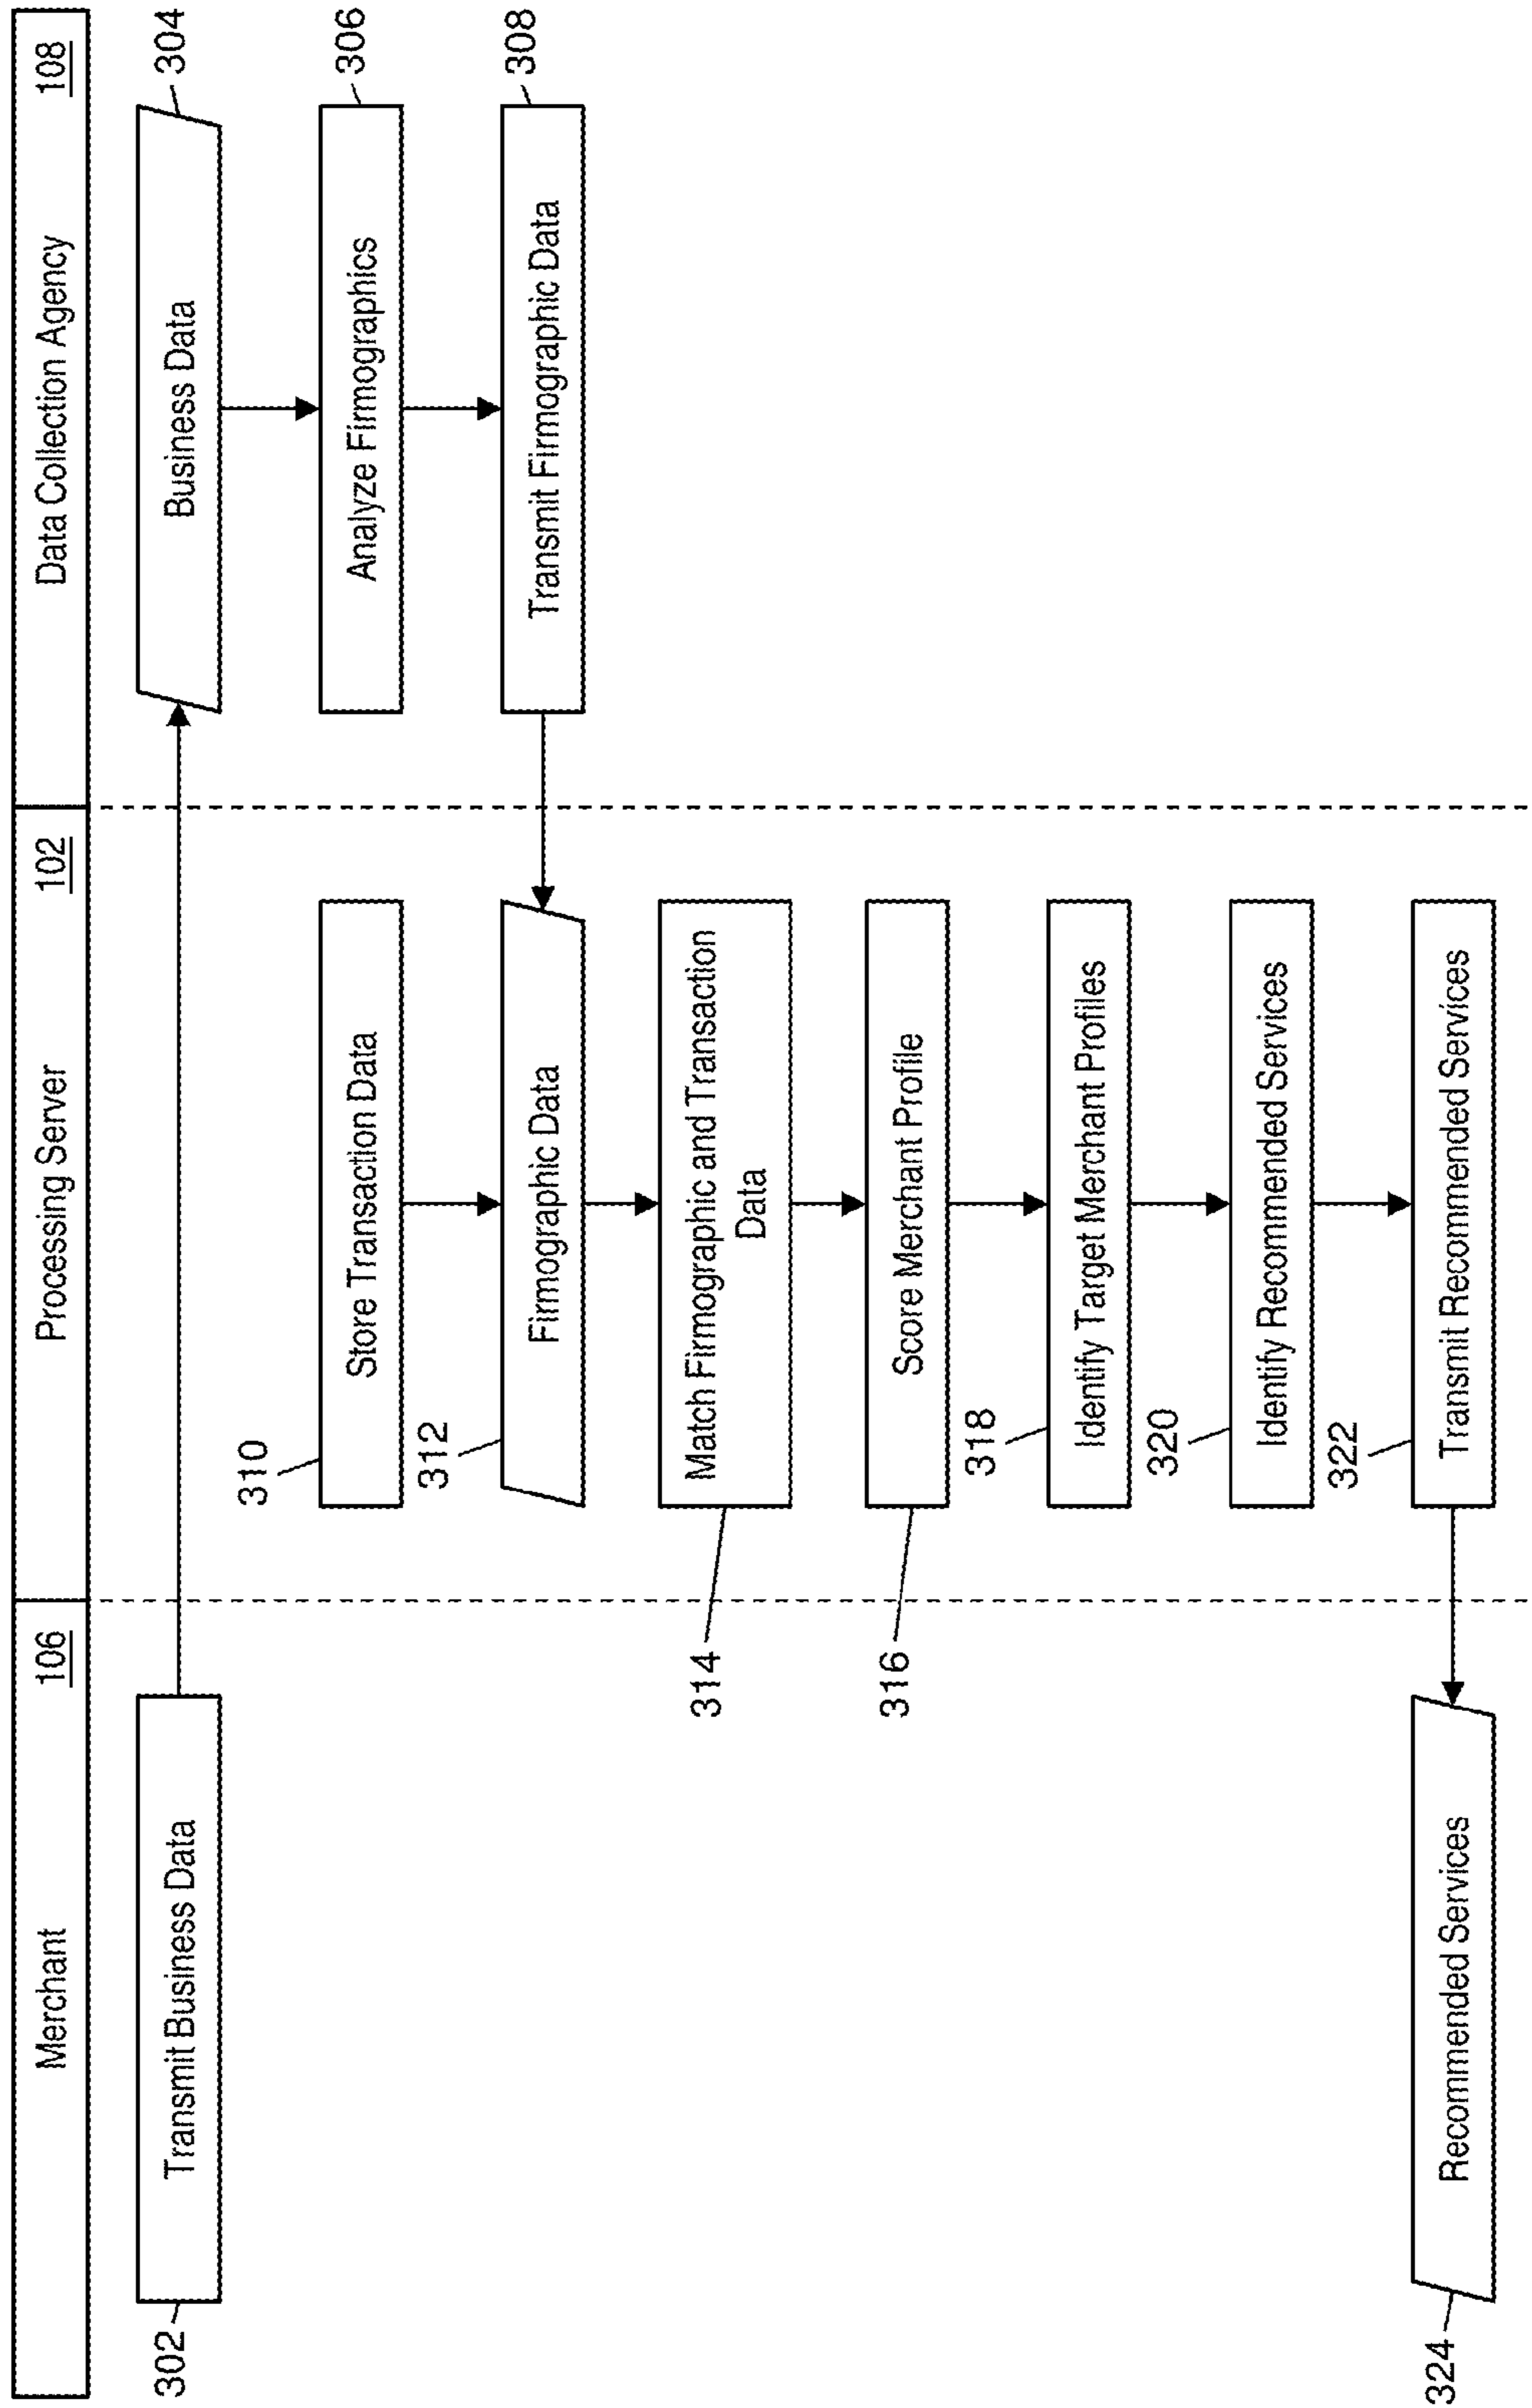 Merchant 106
Processing Server 102
Data Collection Agency 108
302
Transmit Business Data
Business Data
304
310
Store Transaction Data
Analyze Firmographics
306
312
Firmographic Data
Transmit Firmographic Data
308
314
Match Firmographic and Transaction
Data
316
Score Merchant Profile
318
Identify Target Merchant Profiles
320
Identify Recommended Services
322
Transmit Recommended Services
324
Recommended Services